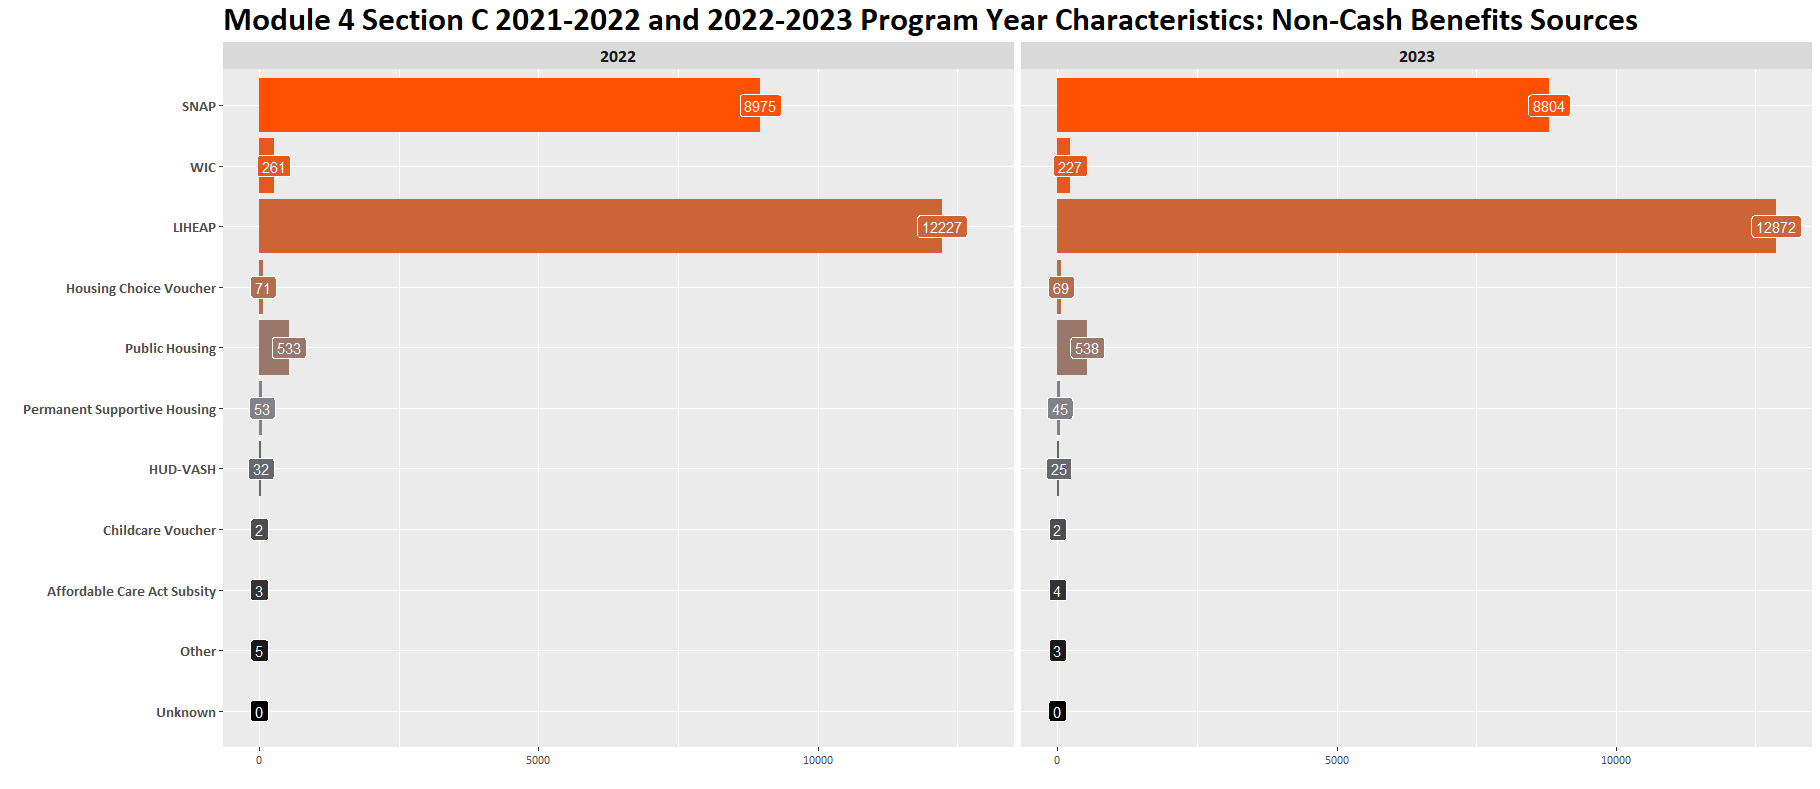 Module 4 Section C 2021-2022 and 2022-2023 Program Year Characteristics: Non-Cash Benefits Sources
2022 2023
SNAP 8975 8804
WIC 261 227
LIHEAP 12227 12872
Housing Choice Voucher 71 69
Public Housing 533 538
Permanent Supportive Housing 53 45
HUD-VASH 32 25
Childcare Voucher 2 2
Affordable Care Act Subsity 3 4
Other 5 3
Unknown 0 0
0 5000 10000 0 5000 10000